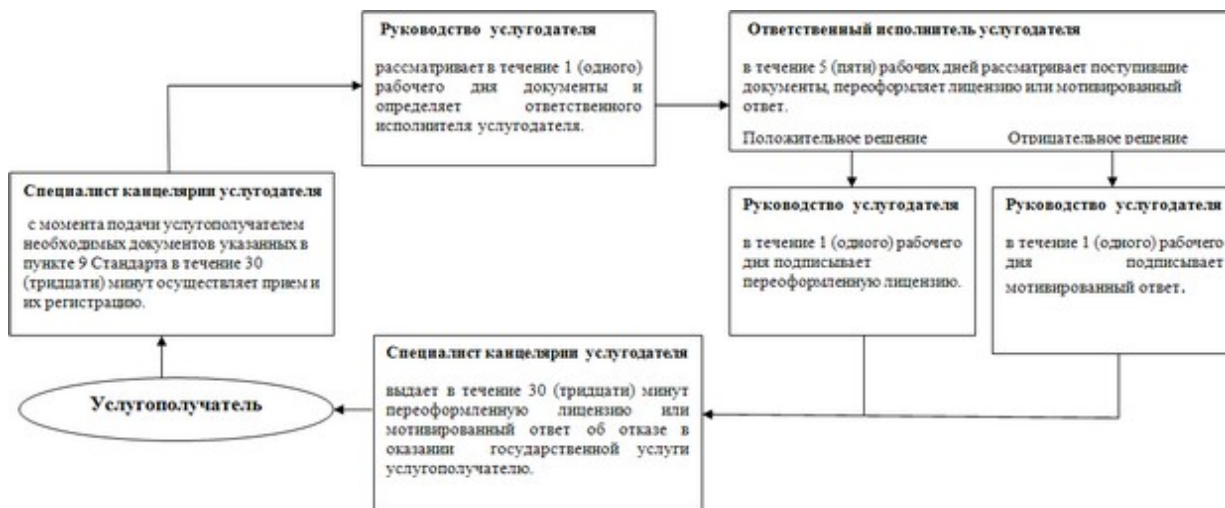 Руководство услугодателя
рассматривает в течение 1 (одного)
рабочего дня документы и
определяет ответственного
исполнителя услугодателя.
Ответственный исполнитель услугодателя
в течение 5 (пяти) рабочих дней рассматривает поступившие
документы, переоформляет лицензию или мотивированный
ответ.
Положительное решение
Отрицательное решение
Специалист канцелярии услугодателя
с момента подачи услугополучателем
необходимых документов указанных в
пункте 9 Стандарта в течение 30
(тридцати) минут осуществляет прием и
их регистрацию.
Руководство услугодателя
в течение 1 (одного) рабочего
дня подписывает
переоформленную лицензию.
Руководство услугодателя
в течение 1 (одного) рабочего
дня подписывает
мотивированный ответ.
Специалист канцелярии услугодателя
выдает в течение 30 (тридцати) минут
переоформленную лицензию или
мотивированный ответ об отказе в
оказании государственной услуги
услугополучателю.
Услугополучатель